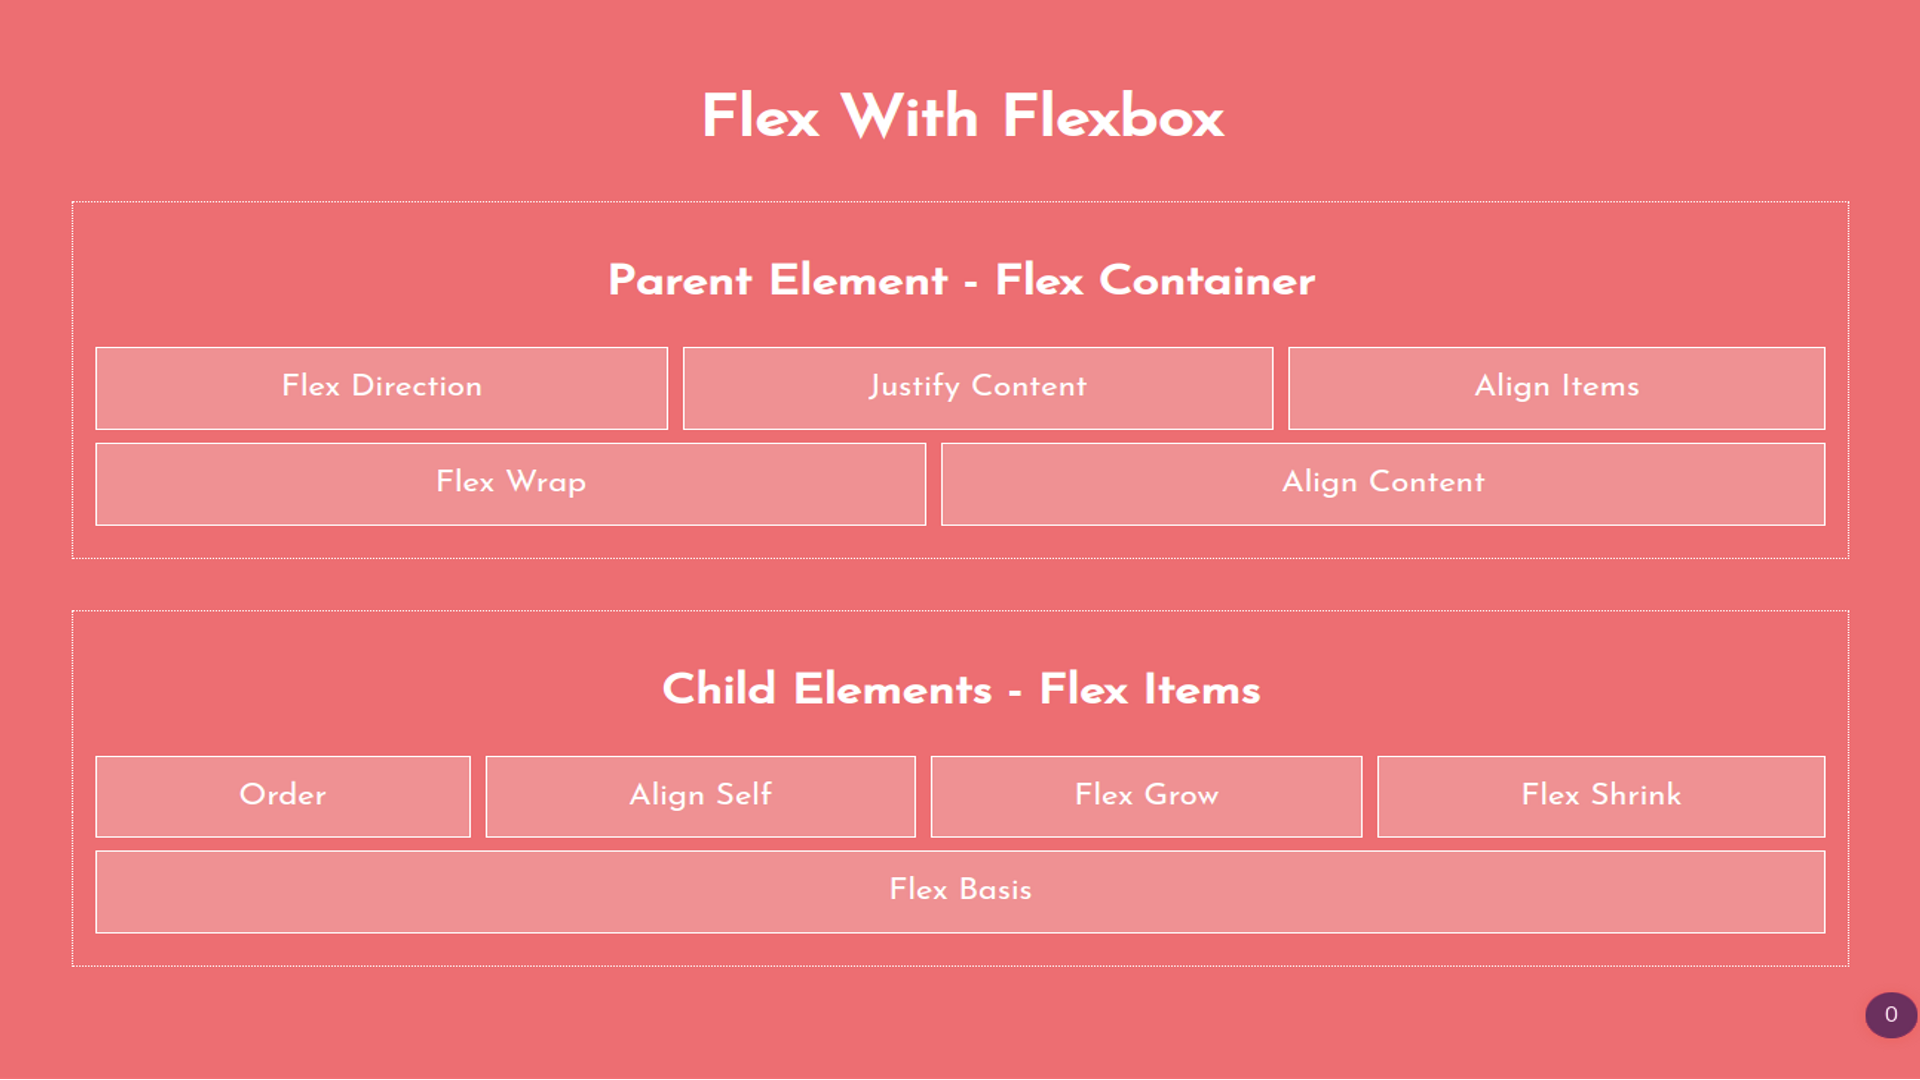 Flex With Flexbox
Parent Element - Flex Container
Flex Direction
Justify Content
Align Items
Flex Wrap
Align Content
Child Elements - Flex Items
Order
Align Self
Flex Grow
Flex Shrink
Flex Basis
0